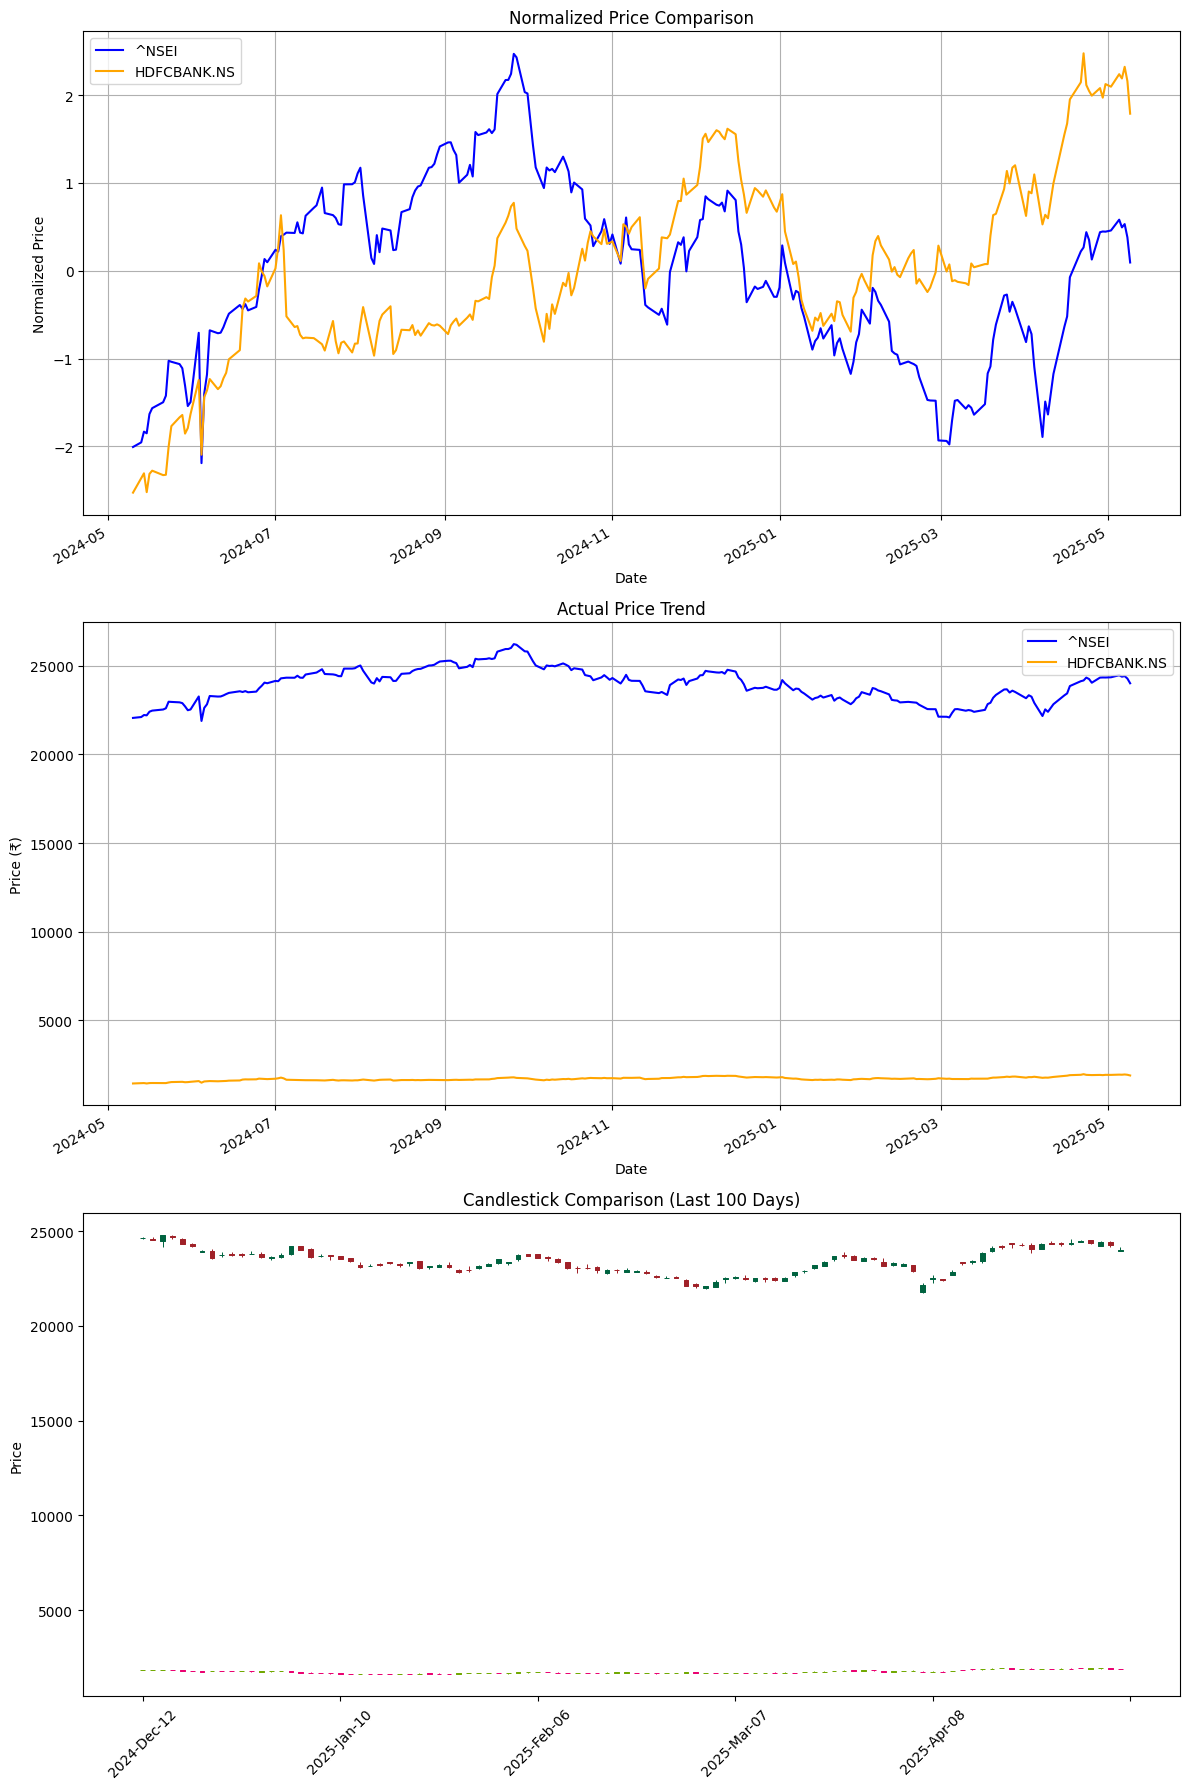 Normalized Price Comparison
^NSEI
HDFCBANK.NS
Normalized Price
2
1
0
−1
−2
2024-05
2024-07
2024-09
2024-11
2025-01
2025-03
2025-05
Date
Actual Price Trend
^NSEI
HDFCBANK.NS
Price (₹)
25000
20000
15000
10000
5000
2024-05
2024-07
2024-09
2024-11
2025-01
2025-03
2025-05
Date
Candlestick Comparison (Last 100 Days)
Price
25000
20000
15000
10000
5000
2024-Dec-12
2025-Jan-10
2025-Feb-06
2025-Mar-07
2025-Apr-08